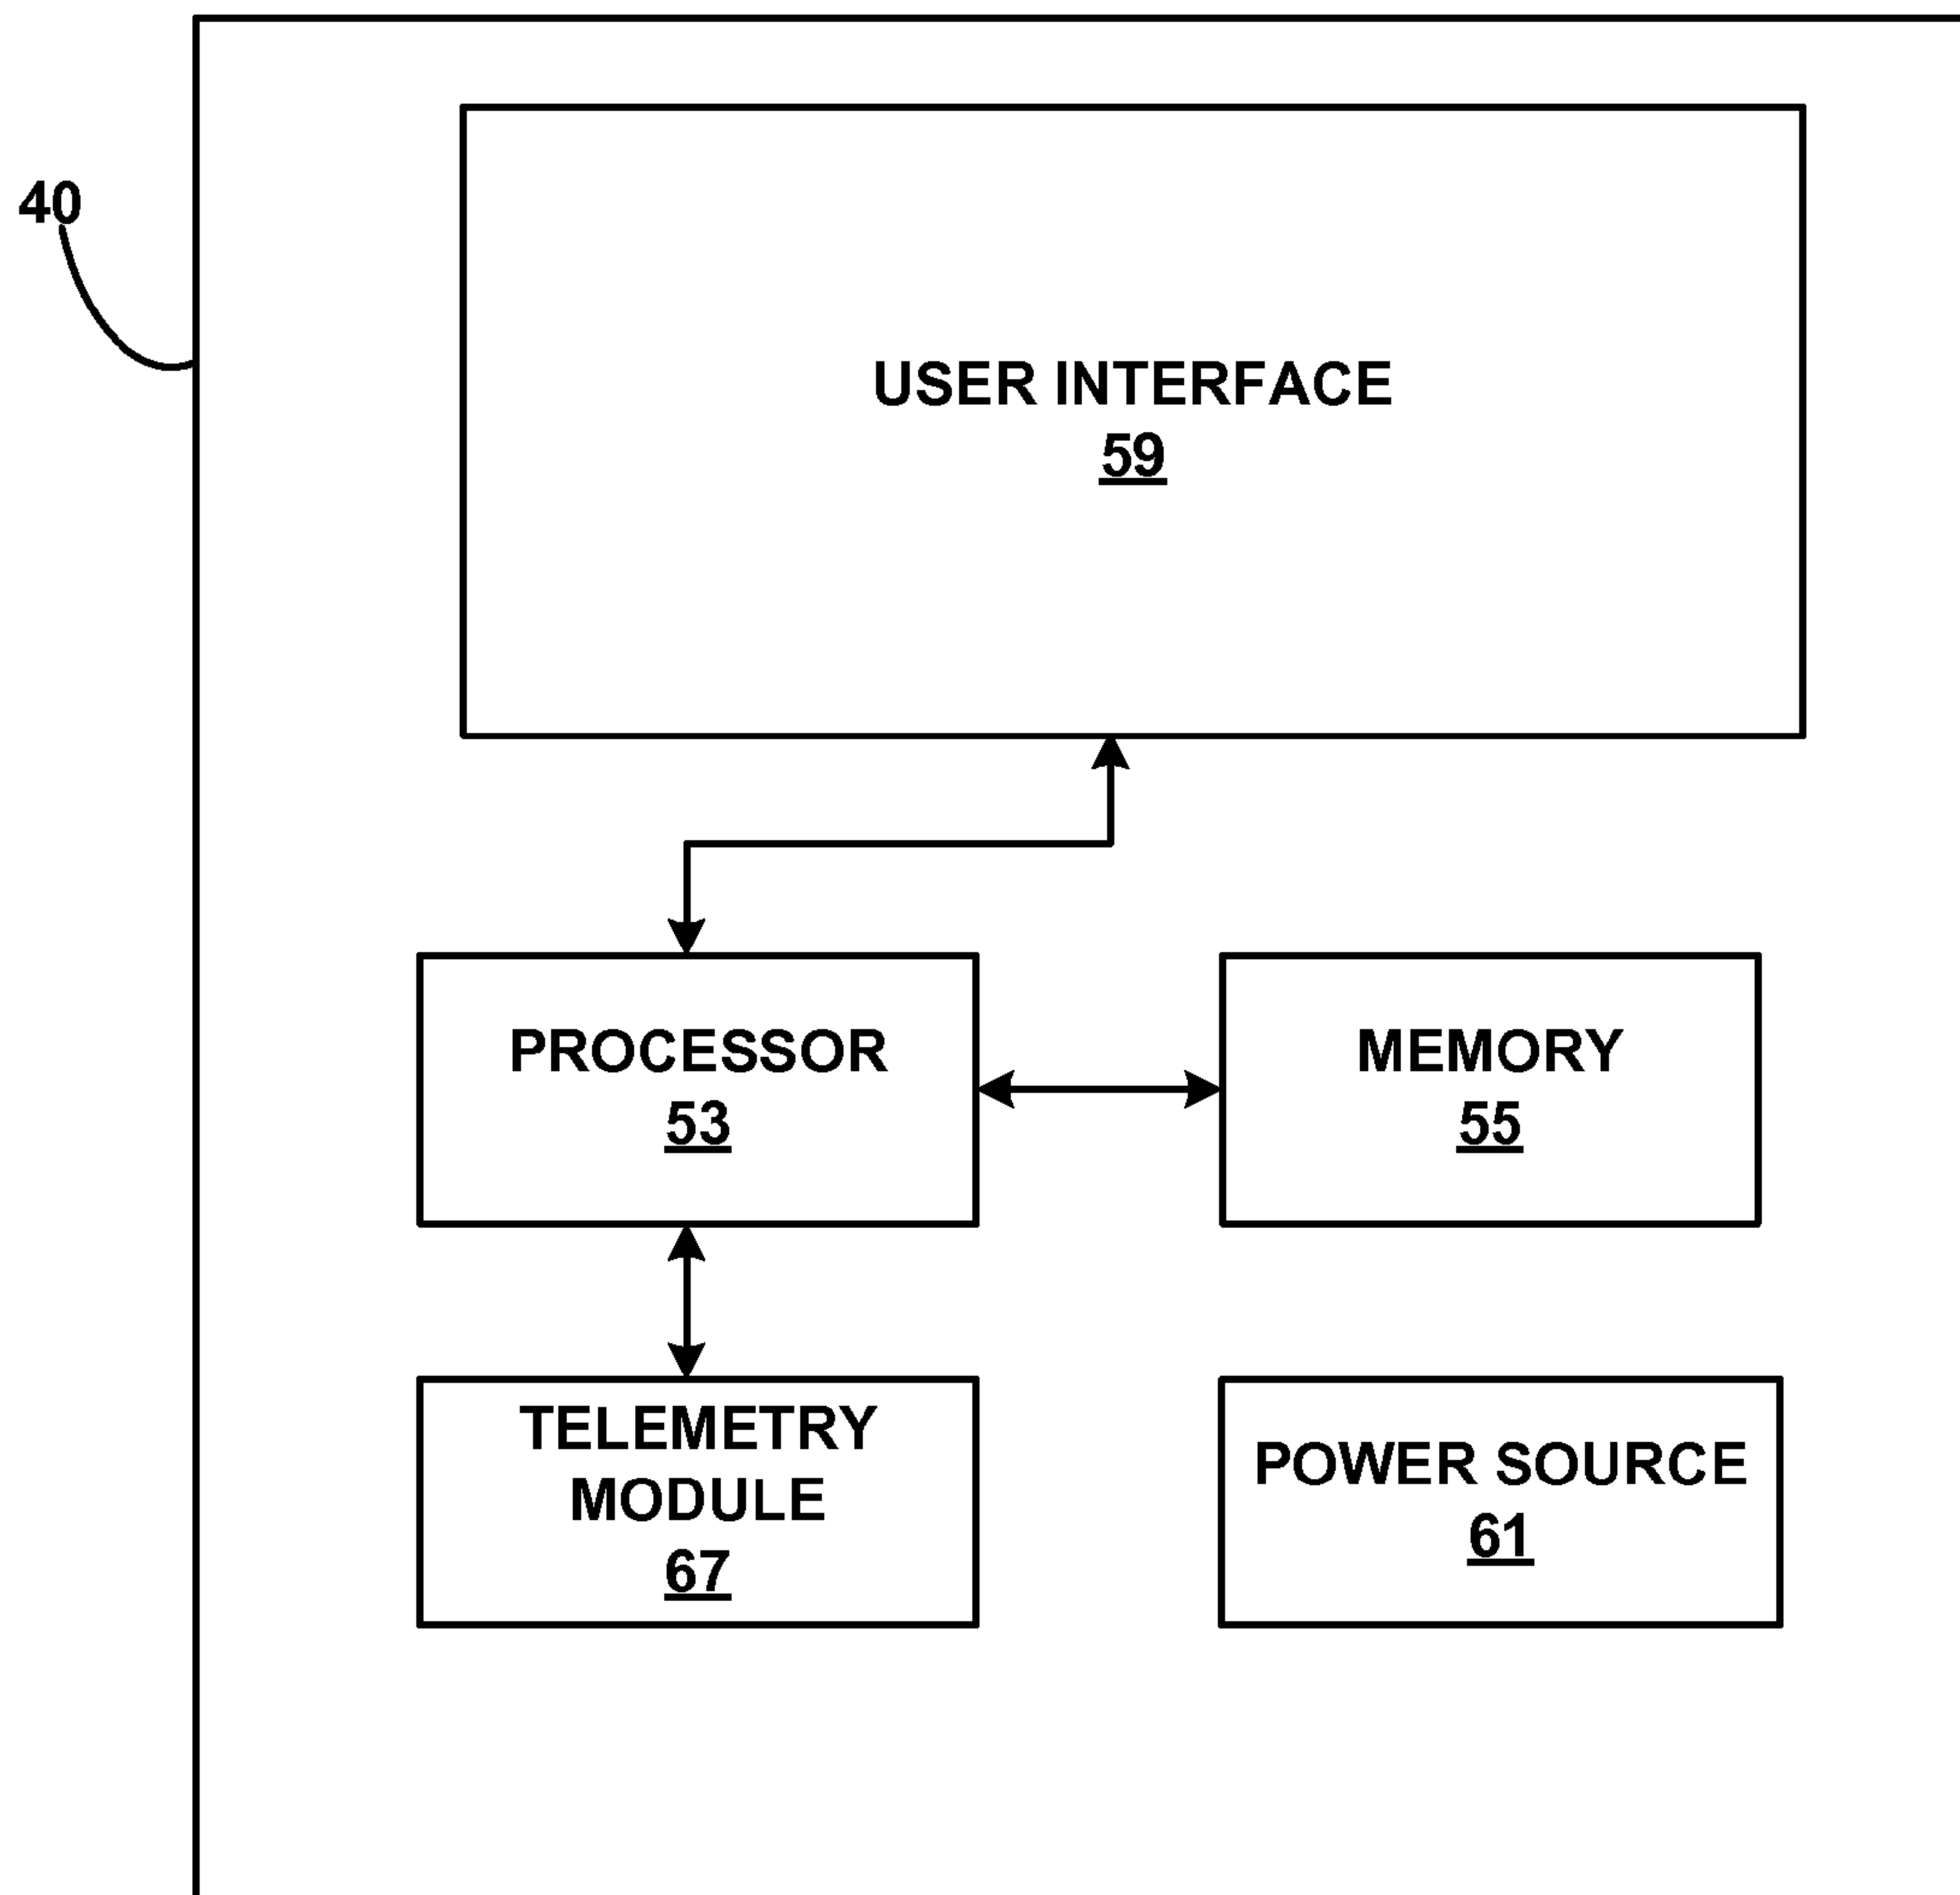 40
USER INTERFACE
59
PROCESSOR
53
MEMORY
55
TELEMETRY
MODULE
67
POWER SOURCE
61